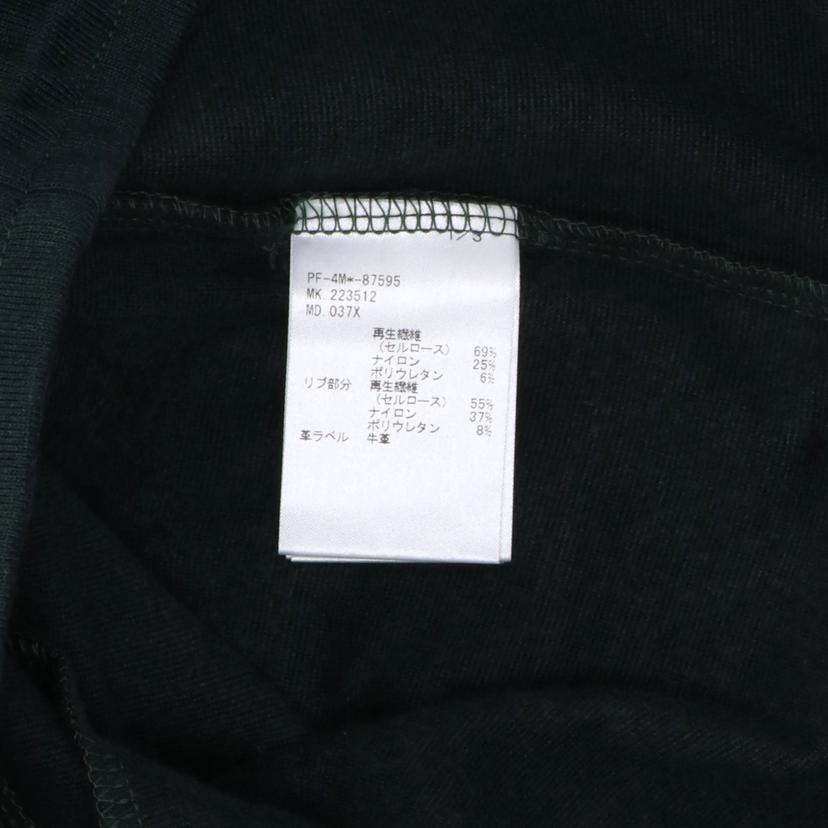 1/3
PF-4M*-87595
MK. 223512
MD. 037X
再生繊維
(セルロース) 69%
ナイロン 25%
ポリウレタン 6%
リブ部分 再生繊維
(セルロース) 55%
ナイロン 37%
ポリウレタン 8%
革ラベル 牛革